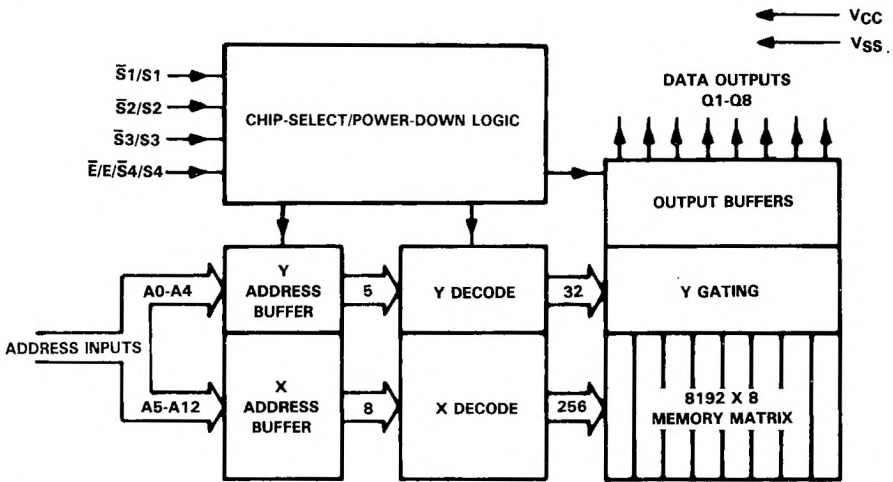 VCC
VSS.
S̅1/S1
S̅2/S2
S̅3/S3
E̅/E/S̅4/S4
CHIP-SELECT/POWER-DOWN LOGIC
DATA OUTPUTS
Q1-Q8
OUTPUT BUFFERS
ADDRESS INPUTS
A0-A4
Y
ADDRESS
BUFFER
5
Y DECODE
32
Y GATING
A5-A12
X
ADDRESS
BUFFER
8
X DECODE
256
8192 X 8
MEMORY MATRIX